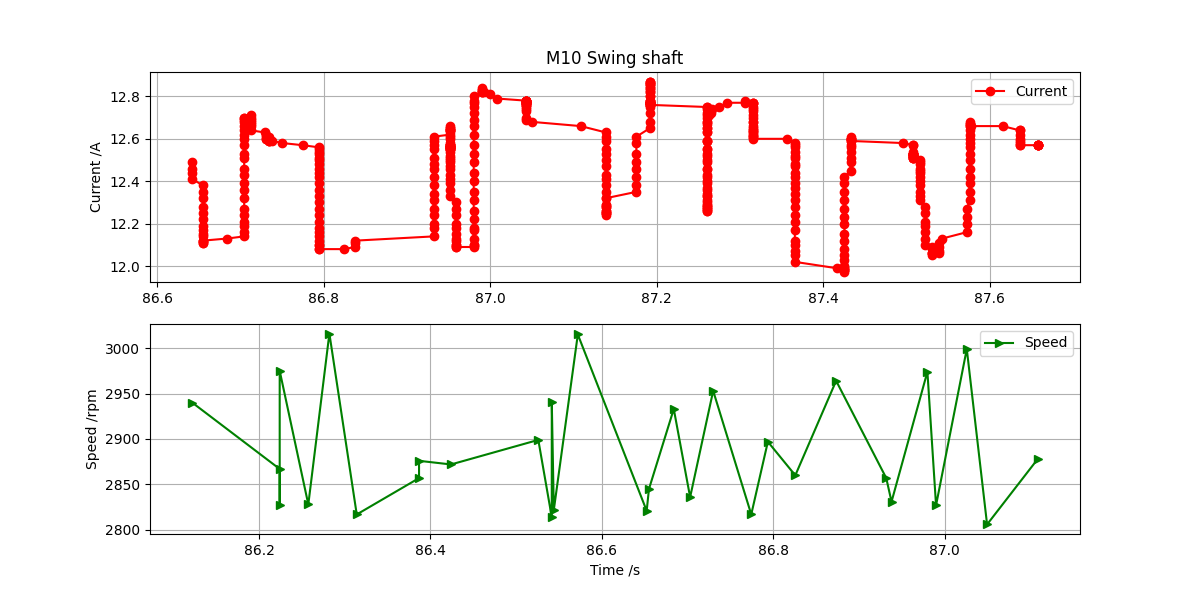 M10 Swing shaft
Current /A
12.8
12.6
12.4
12.2
12.0
Current
86.6 86.8 87.0 87.2 87.4 87.6
Speed /rpm
3000
2950
2900
2850
2800
Speed
86.2 86.4 86.6 86.8 87.0
Time /s